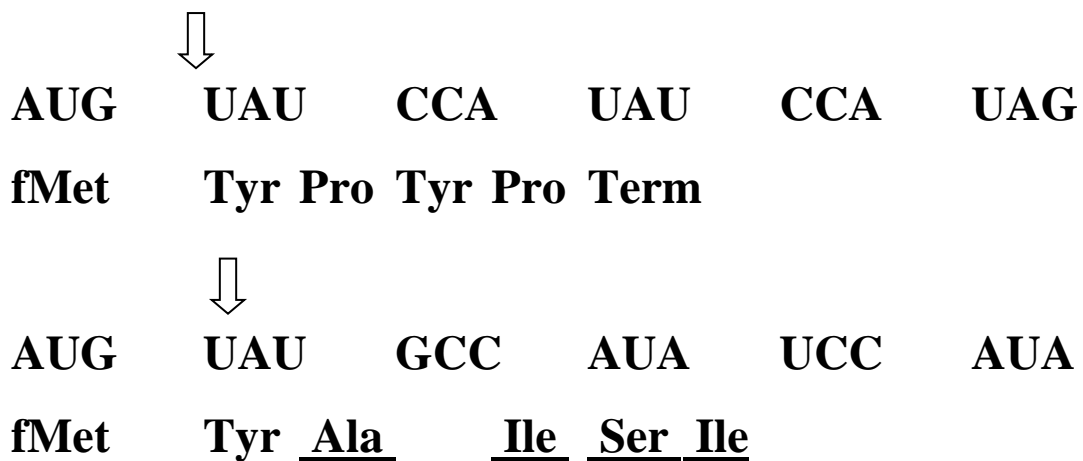 AUG UAU CCA UAU CCA UAG
fMet Tyr Pro Tyr Pro Term
AUG UAU GCC AUA UCC AUA
fMet Tyr Ala Ile Ser Ile